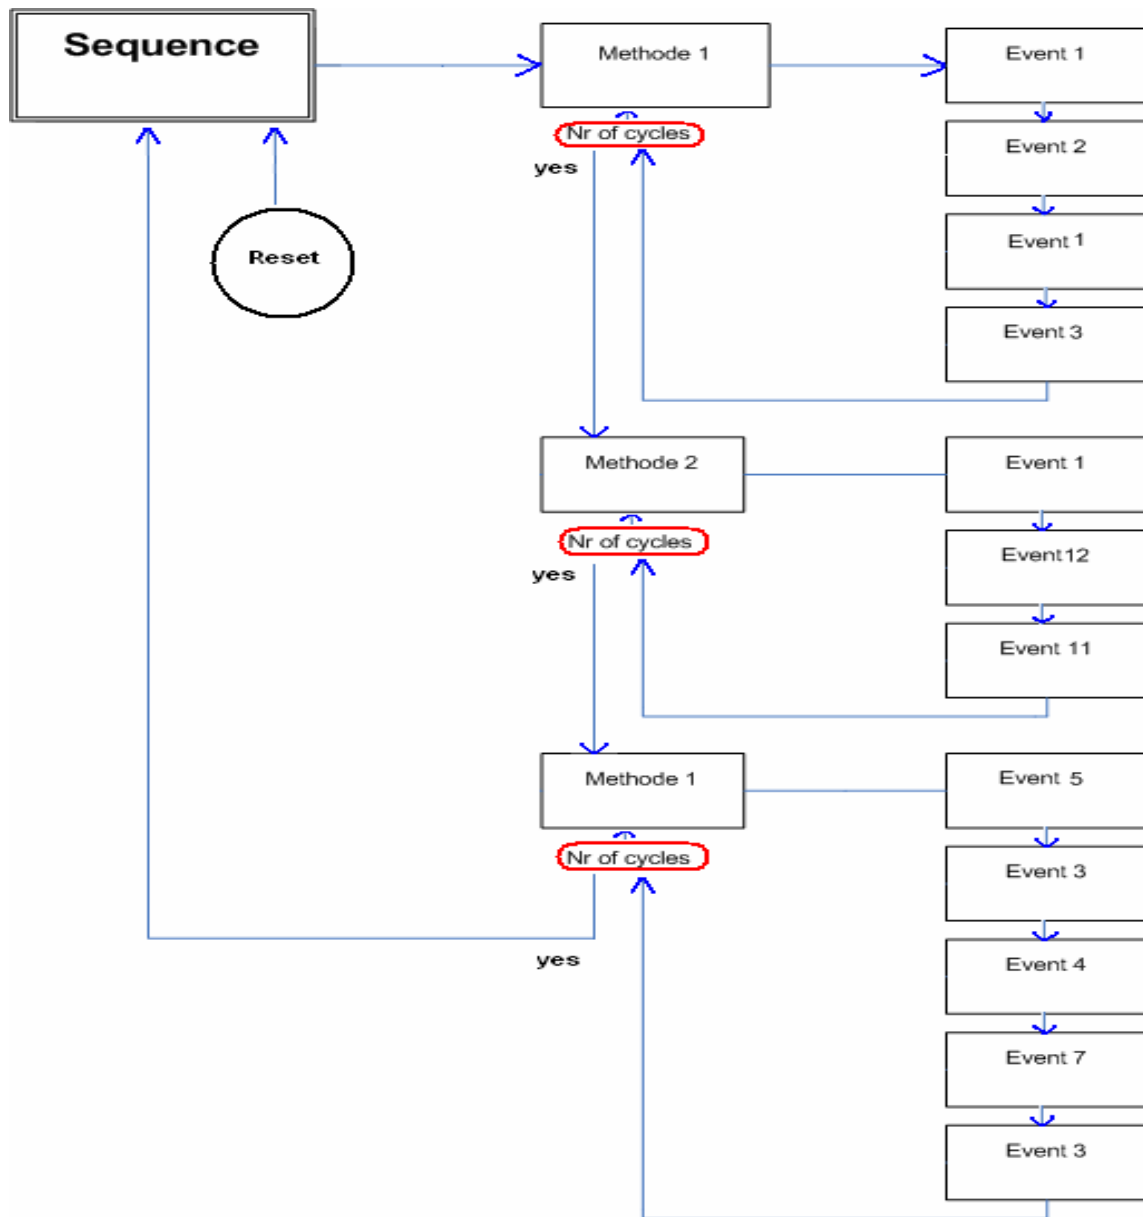 Sequence
Methode 1
Event 1
Nr of cycles
yes
Event 2
Event 1
Reset
Event 3
Methode 2
Event 1
Nr of cycles
yes
Event12
Event 11
Methode 1
Event 5
Nr of cycles
Event 3
yes
Event 4
Event 7
Event 3